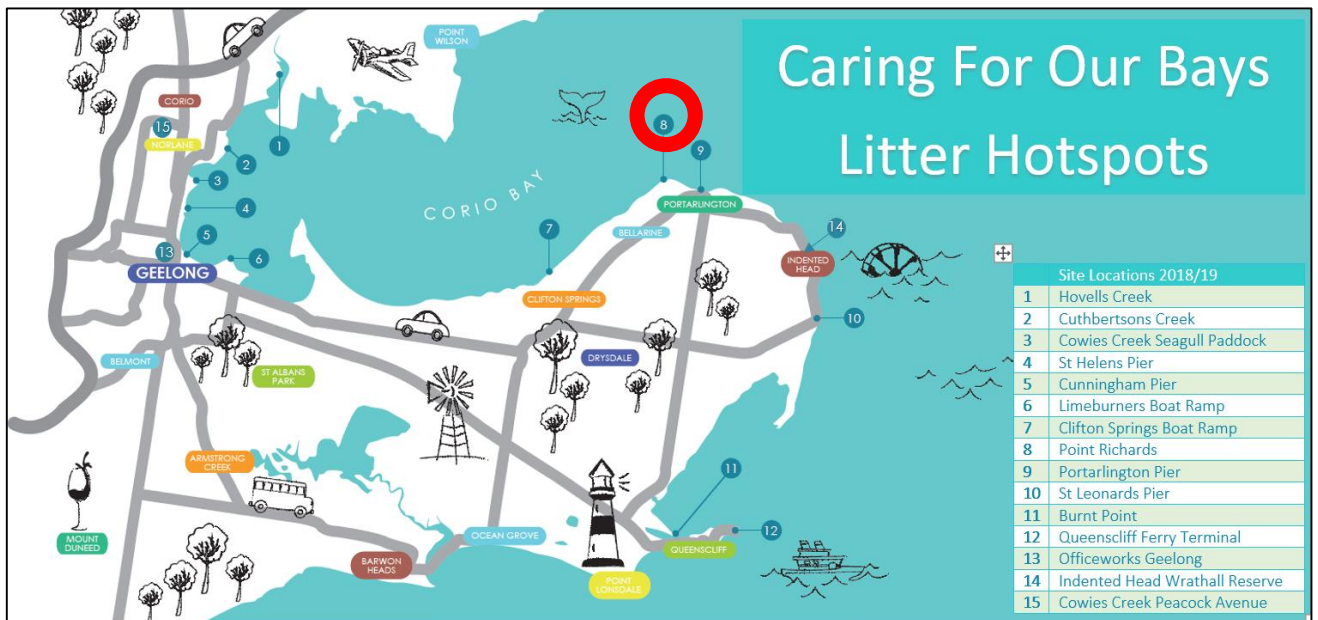 Caring For Our Bays
Litter Hotspots
POINT
WILSON
CORIO
15
NORLANE
1
2
3
4
5
6
13
GEELONG
CORIO BAY
8
9
PORTARLINGTON
BELLARINE
7
14
INDENTED
HEAD
CLIFTON SPRINGS
10
BELMONT
ST ALBANS
PARK
DRYSDALE
ARMSTRONG
CREEK
11
12
OCEAN GROVE
QUEENSCLIFF
MOUNT
DUNEED
BARWON
HEADS
POINT
LONSDALE
Site Locations 2018/19
1 Hovells Creek
2 Cuthbertsons Creek
3 Cowies Creek Seagull Paddock
4 St Helens Pier
5 Cunningham Pier
6 Limeburners Boat Ramp
7 Clifton Springs Boat Ramp
8 Point Richards
9 Portarlington Pier
10 St Leonards Pier
11 Burnt Point
12 Queenscliff Ferry Terminal
13 Officeworks Geelong
14 Indented Head Wrathall Reserve
15 Cowies Creek Peacock Avenue